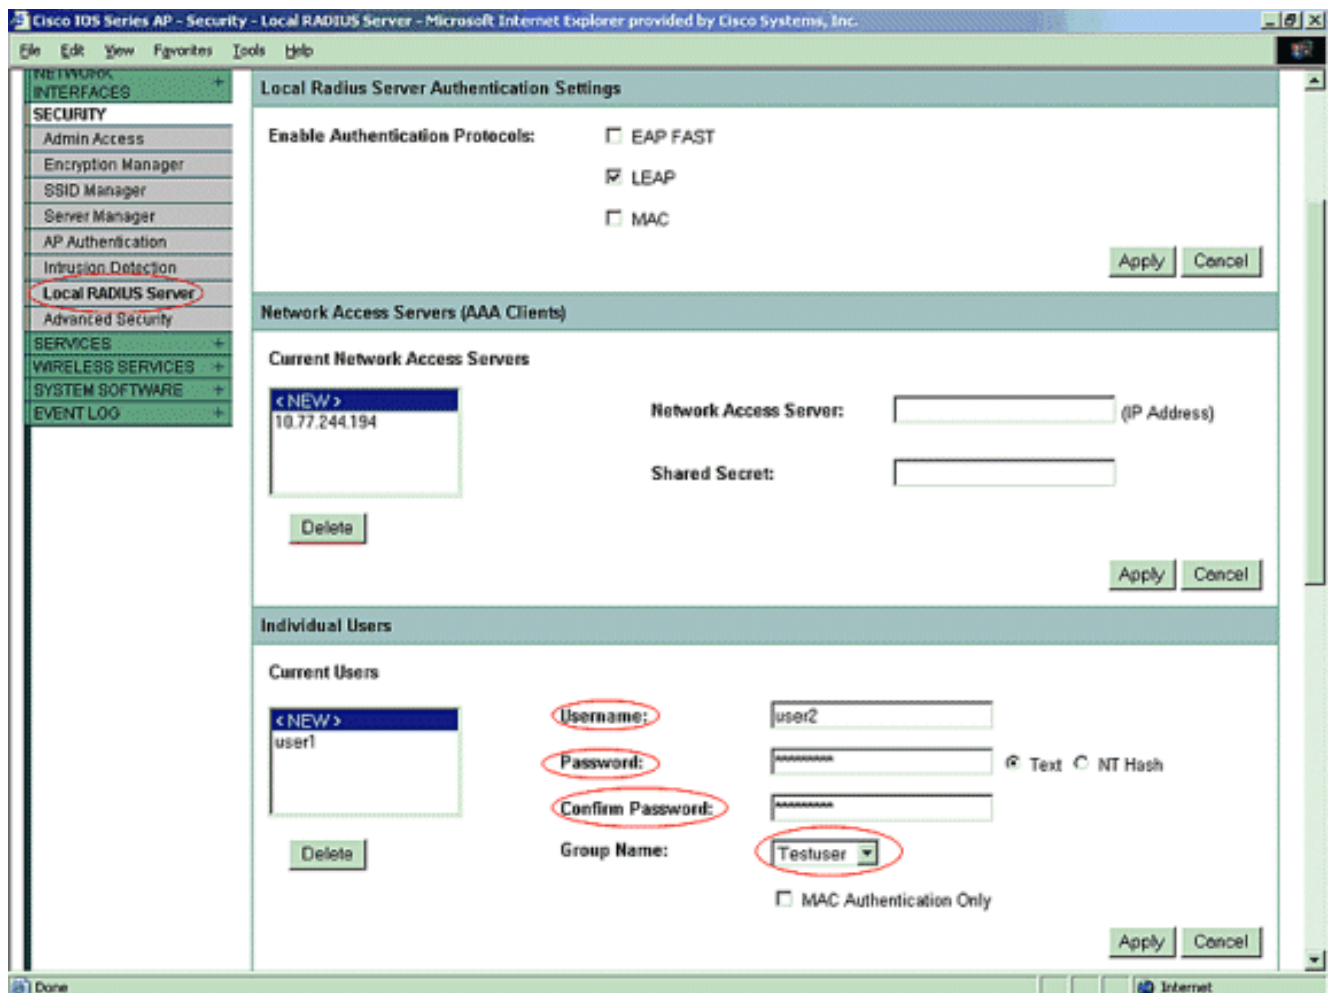 Cisco IOS Series AP - Security - Local RADIUS Server - Microsoft Internet Explorer provided by Cisco Systems, Inc.
File Edit View Favorites Tools Help
NETWORK
INTERFACES +
SECURITY
Admin Access
Encryption Manager
SSID Manager
Server Manager
AP Authentication
Intrusion Detection
Local RADIUS Server
Advanced Security
SERVICES +
WIRELESS SERVICES +
SYSTEM SOFTWARE +
EVENT LOG +
Local Radius Server Authentication Settings
Enable Authentication Protocols:
EAP FAST
LEAP
MAC
Apply Cancel
Network Access Servers (AAA Clients)
Current Network Access Servers
<NEW>
10.77.244.194
Delete
Network Access Server: (IP Address)
Shared Secret:
Apply Cancel
Individual Users
Current Users
<NEW>
user1
Delete
Username: user2
Password: ********* Text NT Hash
Confirm Password: *********
Group Name: Testuser
MAC Authentication Only
Apply Cancel
Done Internet